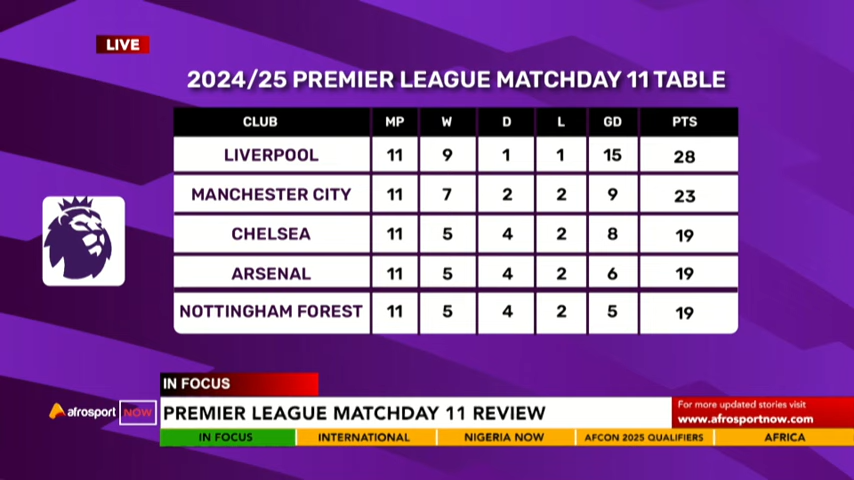 LIVE
2024/25 PREMIER LEAGUE MATCHDAY 11 TABLE
CLUB MP W D L GD PTS
LIVERPOOL 11 9 1 1 15 28
MANCHESTER CITY 11 7 2 2 9 23
CHELSEA 11 5 4 2 8 19
ARSENAL 11 5 4 2 6 19
NOTTINGHAM FOREST 11 5 4 2 5 19
IN FOCUS
afrosport NOW
PREMIER LEAGUE MATCHDAY 11 REVIEW
For more updated stories visit
www.afrosportnow.com
IN FOCUS INTERNATIONAL NIGERIA NOW AFCON 2025 QUALIFIERS AFRICA